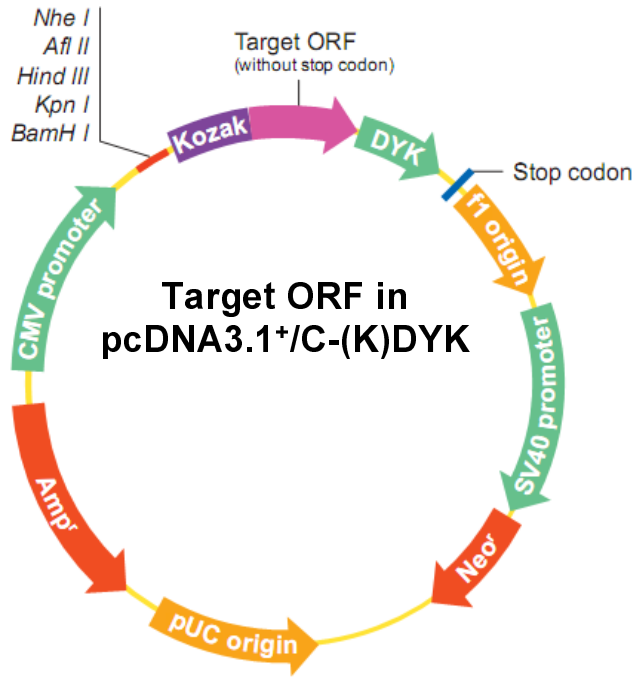 Nhe I
Afl II
Hind III
Kpn I
BamH I
Target ORF
(without stop codon)
Kozak
DYK
Stop codon
f1 origin
CMV promoter
Target ORF in
pcDNA3.1⁺/C-(K)DYK
SV40 promoter
Ampʳ
Neoʳ
pUC origin